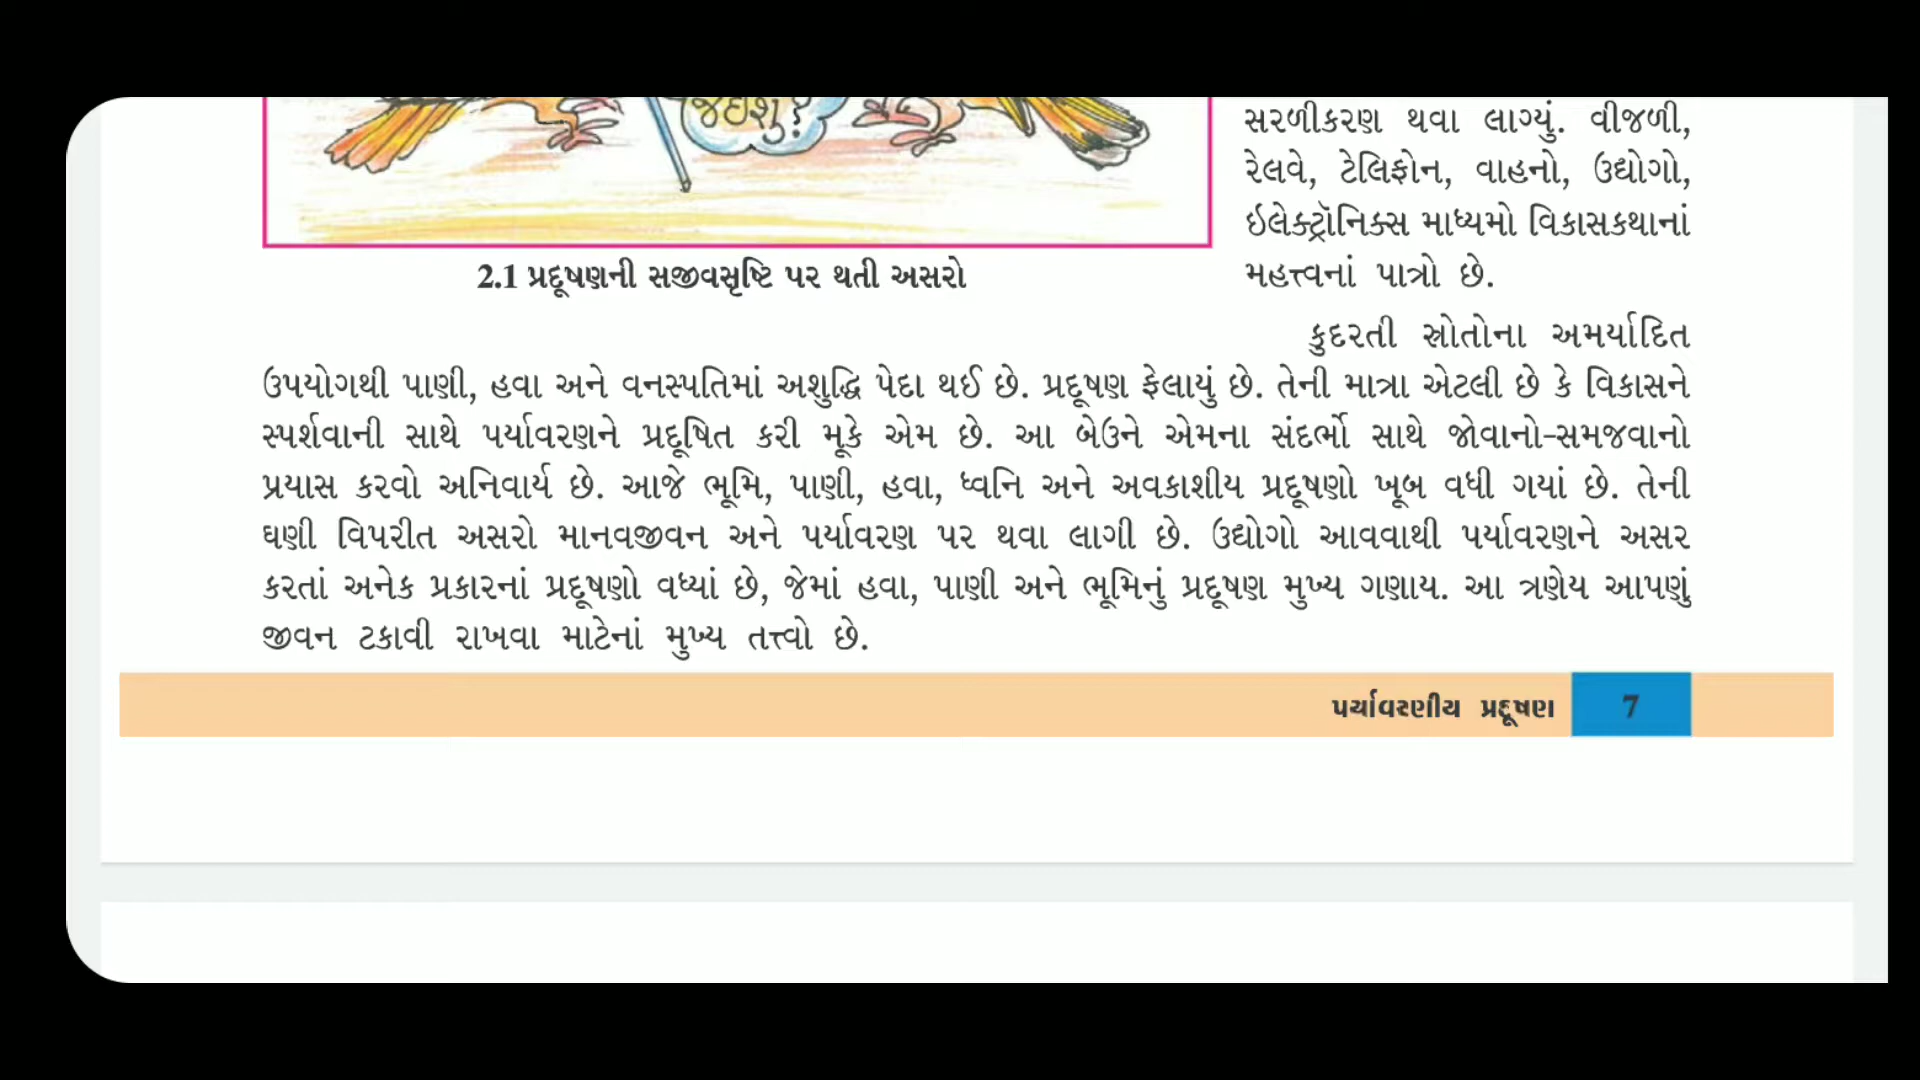 જઇશું?
સરળીકરણ થવા લાગ્યું. વીજળી,
રેલવે, ટેલિફોન, વાહનો, ઉદ્યોગો,
ઇલેક્ટ્રૉનિક્સ માધ્યમો વિકાસકથાનાં
મહત્ત્વનાં પાત્રો છે.
2.1 પ્રદૂષણની સજીવસૃષ્ટિ પર થતી અસરો
કુદરતી સ્રોતોના અમર્યાદિત
ઉપયોગથી પાણી, હવા અને વનસ્પતિમાં અશુદ્ધિ પેદા થઈ છે. પ્રદૂષણ ફેલાયું છે. તેની માત્રા એટલી છે કે વિકાસને
સ્પર્શવાની સાથે પર્યાવરણને પ્રદૂષિત કરી મૂકે એમ છે. આ બેઉને એમના સંદર્ભો સાથે જોવાનો-સમજવાનો
પ્રયાસ કરવો અનિવાર્ય છે. આજે ભૂમિ, પાણી, હવા, ધ્વનિ અને અવકાશીય પ્રદૂષણો ખૂબ વધી ગયાં છે. તેની
ઘણી વિપરીત અસરો માનવજીવન અને પર્યાવરણ પર થવા લાગી છે. ઉદ્યોગો આવવાથી પર્યાવરણને અસર
કરતાં અનેક પ્રકારનાં પ્રદૂષણો વધ્યાં છે, જેમાં હવા, પાણી અને ભૂમિનું પ્રદૂષણ મુખ્ય ગણાય. આ ત્રણેય આપણું
જીવન ટકાવી રાખવા માટેનાં મુખ્ય તત્ત્વો છે.
પર્યાવરણીય પ્રદૂષણ 7